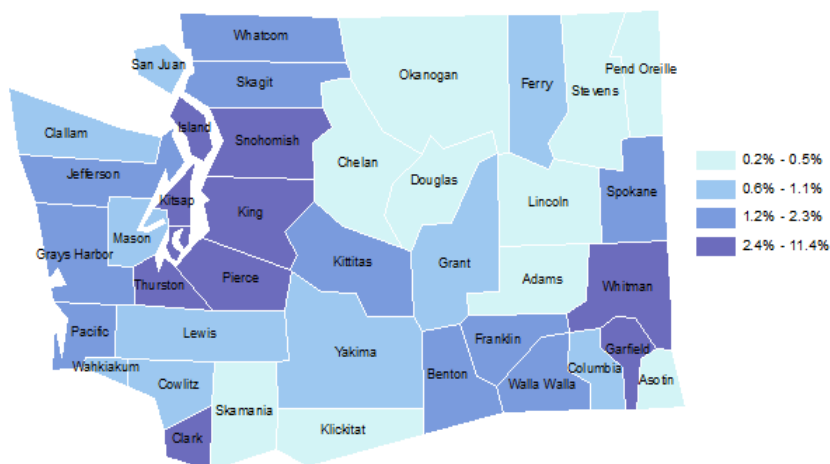 Whatcom
San Juan
Skagit
Okanogan
Ferry
Stevens
Pend Oreille
Clallam
Island
Snohomish
Chelan
Douglas
Jefferson
Kitsap
King
Lincoln
Spokane
Mason
Grays Harbor
Kittitas
Grant
Thurston
Pierce
Adams
Whitman
Pacific
Lewis
Yakima
Franklin
Garfield
Wahkiakum
Cowlitz
Benton
Walla Walla
Columbia
Asotin
Skamania
Klickitat
Clark
0.2% - 0.5%
0.6% - 1.1%
1.2% - 2.3%
2.4% - 11.4%